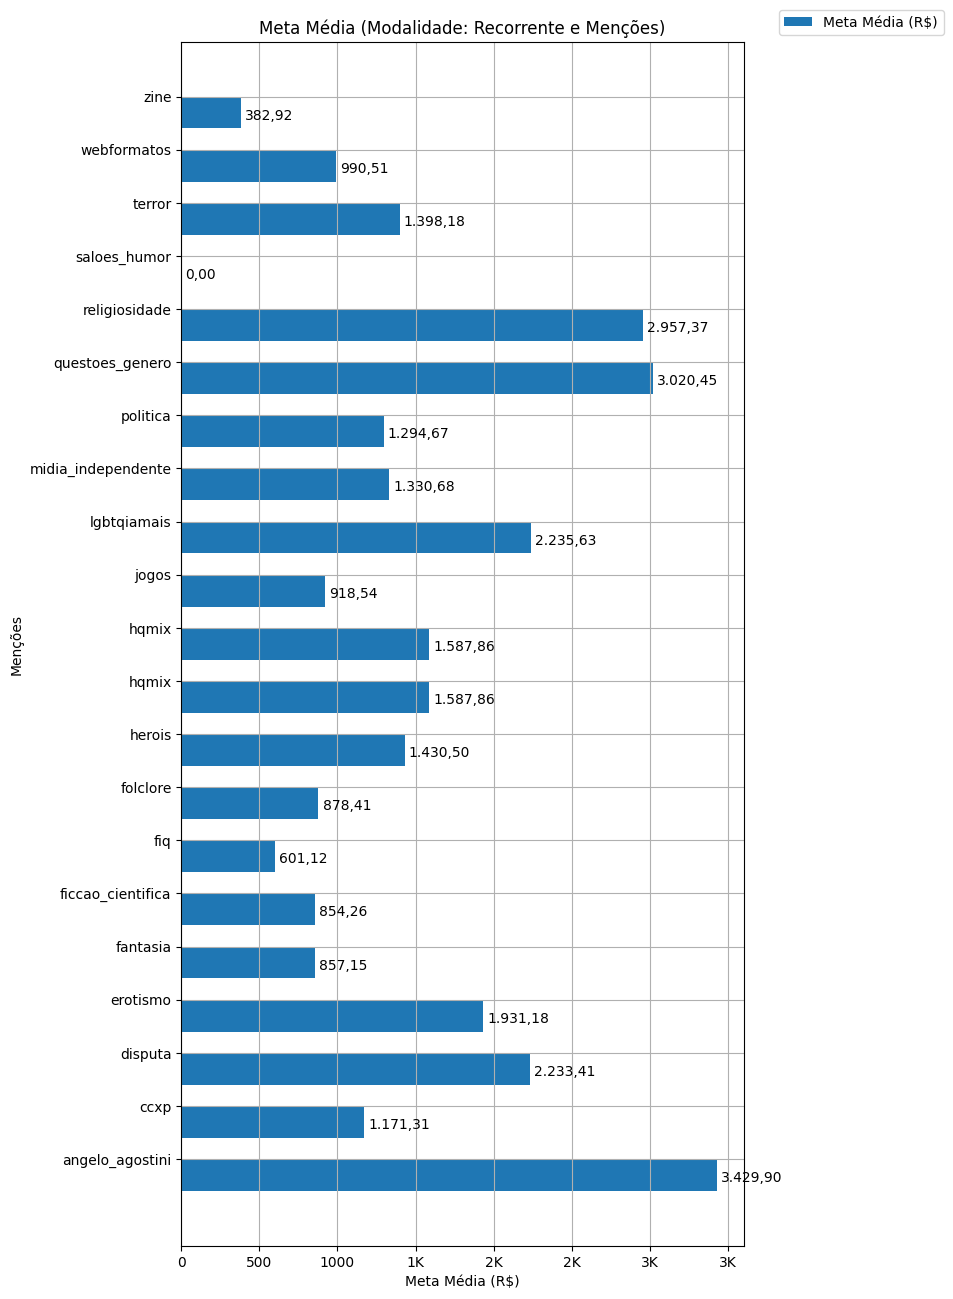 Meta Média (Modalidade: Recorrente e Menções)
Meta Média (R$)
zine
382,92
webformatos
990,51
terror
1.398,18
saloes_humor
0,00
religiosidade
2.957,37
questoes_genero
3.020,45
politica
1.294,67
midia_independente
1.330,68
lgbtqiamais
2.235,63
jogos
918,54
hqmix
1.587,86
hqmix
1.587,86
herois
1.430,50
folclore
878,41
fiq
601,12
ficcao_cientifica
854,26
fantasia
857,15
erotismo
1.931,18
disputa
2.233,41
ccxp
1.171,31
angelo_agostini
3.429,90
Menções
0 500 1000 1K 2K 2K 3K 3K
Meta Média (R$)